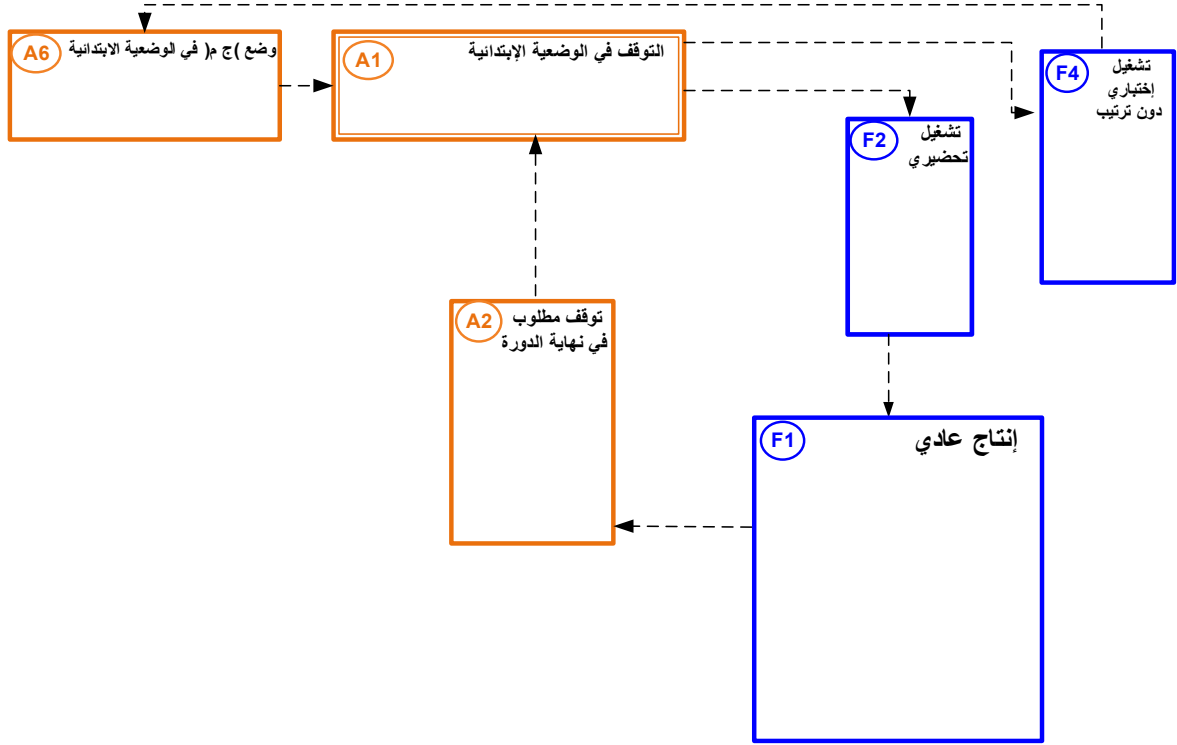 A6
وضع )ج م( في الوضعية الابتدائية
A1
التوقف في الوضعية الإبتدائية
F4
تشغيل
إختباري
دون ترتيب
F2
تشغيل
تحضيري
A2
توقف مطلوب
في نهاية الدورة
F1
إنتاج عادي